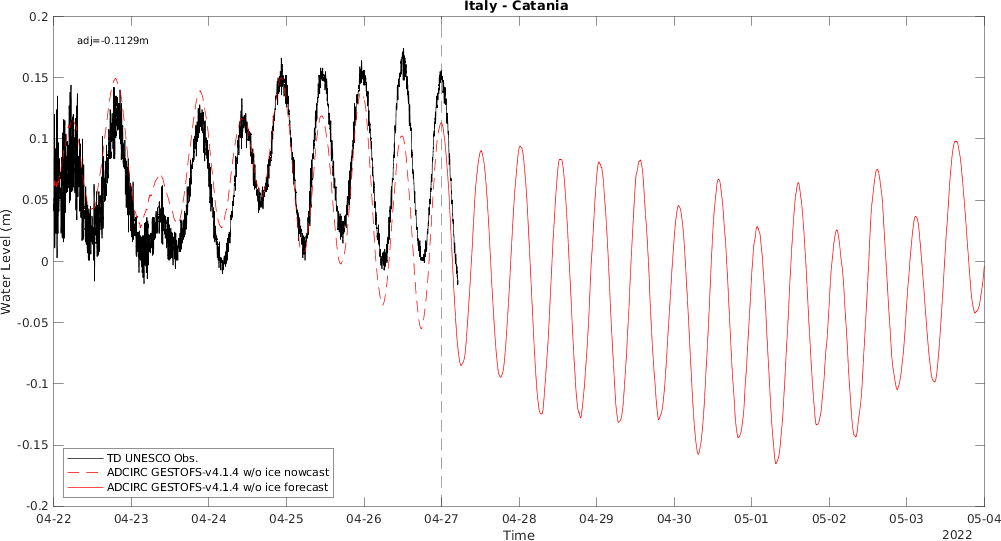 Italy - Catania
adj=-0.1129m
0.2
0.15
0.1
0.05
0
-0.05
-0.1
-0.15
-0.2
Water Level (m)
TD UNESCO Obs.
ADCIRC GESTOFS-v4.1.4 w/o ice nowcast
ADCIRC GESTOFS-v4.1.4 w/o ice forecast
04-22 04-23 04-24 04-25 04-26 04-27 04-28 04-29 04-30 05-01 05-02 05-03 05-04
Time
2022